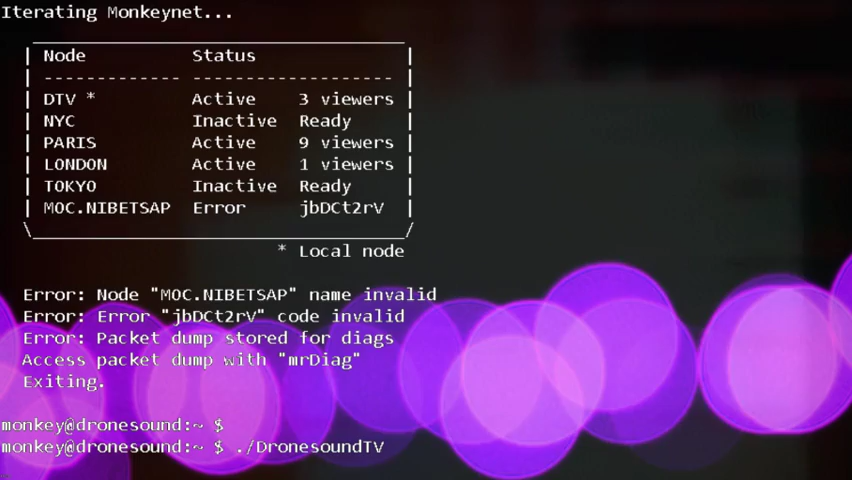 Iterating Monkeynet...
| Node Status |
| ------------- ------------------- |
| DTV * Active 3 viewers |
| NYC Inactive Ready |
| PARIS Active 9 viewers |
| LONDON Active 1 viewers |
| TOKYO Inactive Ready |
| MOC.NIBETSAP Error jbDCt2rV |
\___________________________________/
* Local node
Error: Node "MOC.NIBETSAP" name invalid
Error: Error "jbDCt2rV" code invalid
Error: Packet dump stored for diags
Access packet dump with "mrDiag"
Exiting.
monkey@dronesound:~ $
monkey@dronesound:~ $ ./DronesoundTV